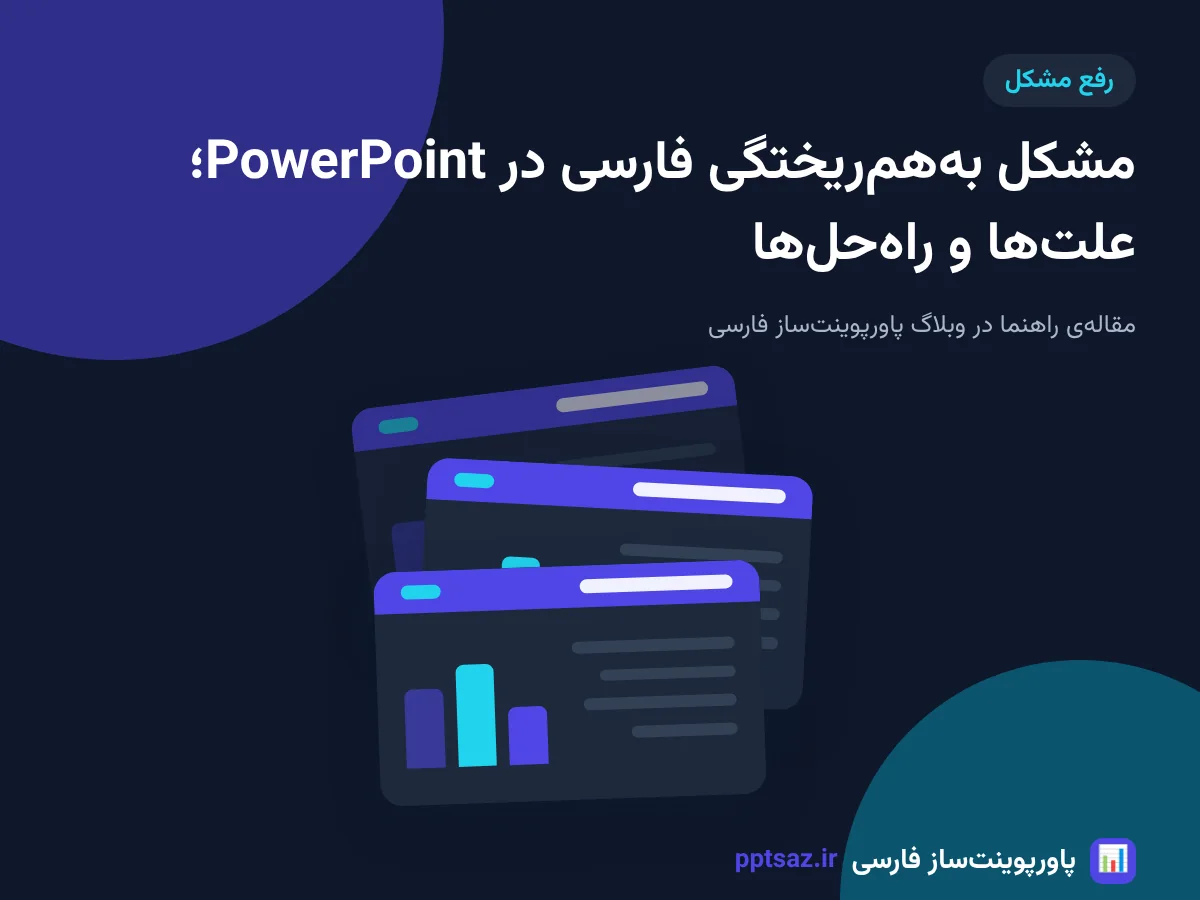 رفع مشکل
مشکل به‌هم‌ریختگی فارسی در PowerPoint؛
علت‌ها و راه‌حل‌ها
مقاله‌ی راهنما در وبلاگ پاورپوینت‌ساز فارسی
پاورپوینت‌ساز فارسی pptsaz.ir